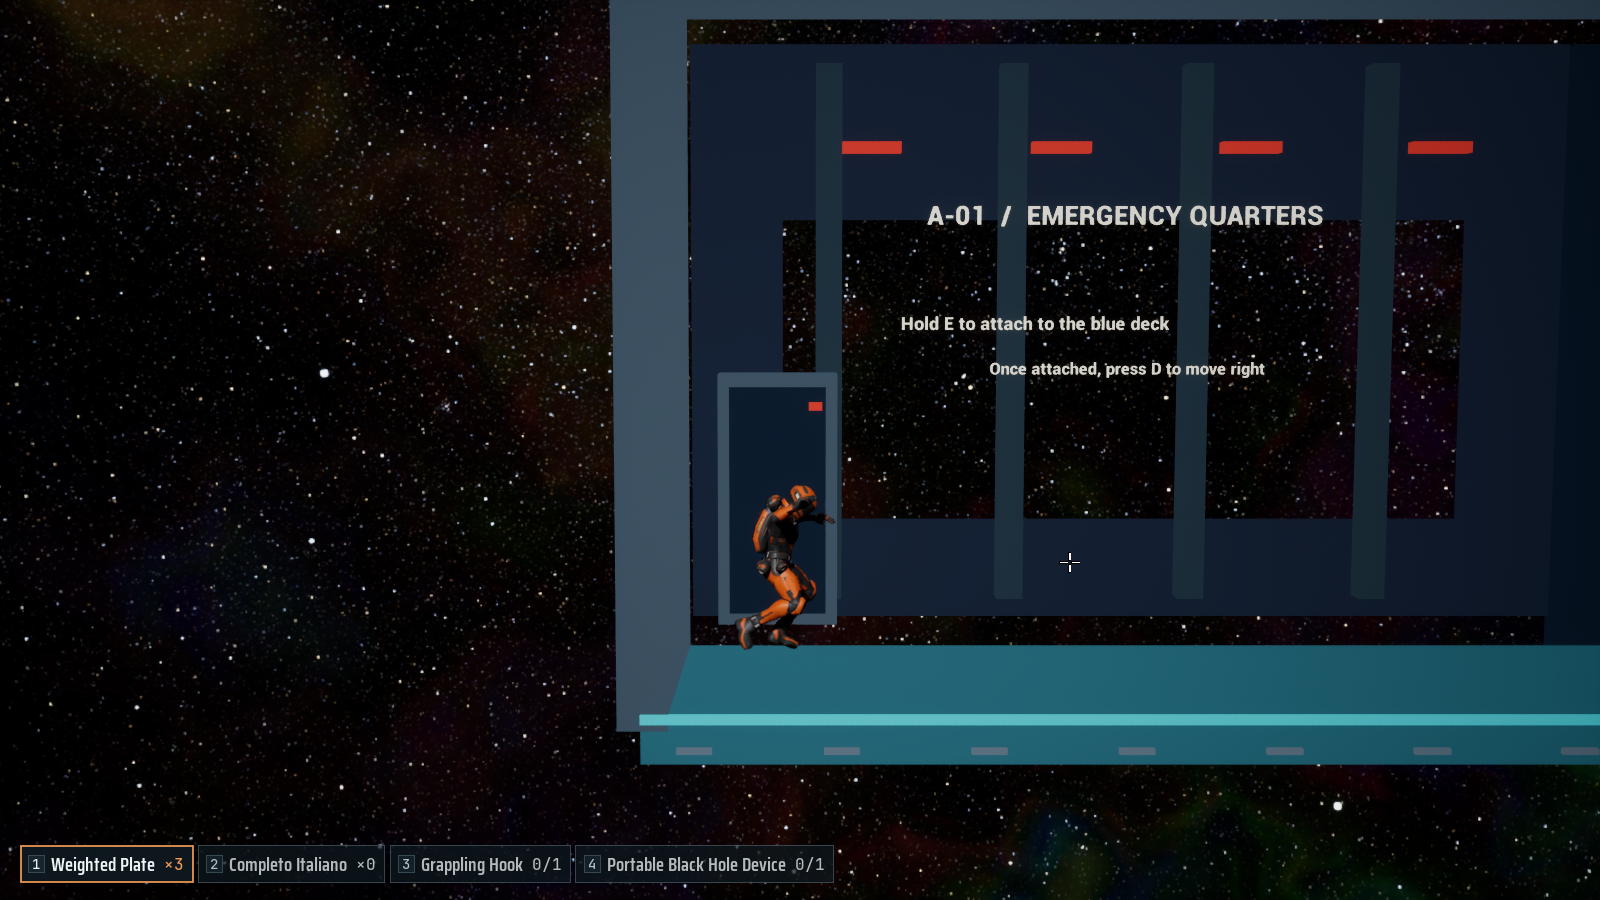 A-01 / EMERGENCY QUARTERS
Hold E to attach to the blue deck
Once attached, press D to move right
1 Weighted Plate ×3 2 Completo Italiano ×0 3 Grappling Hook 0/1 4 Portable Black Hole Device 0/1